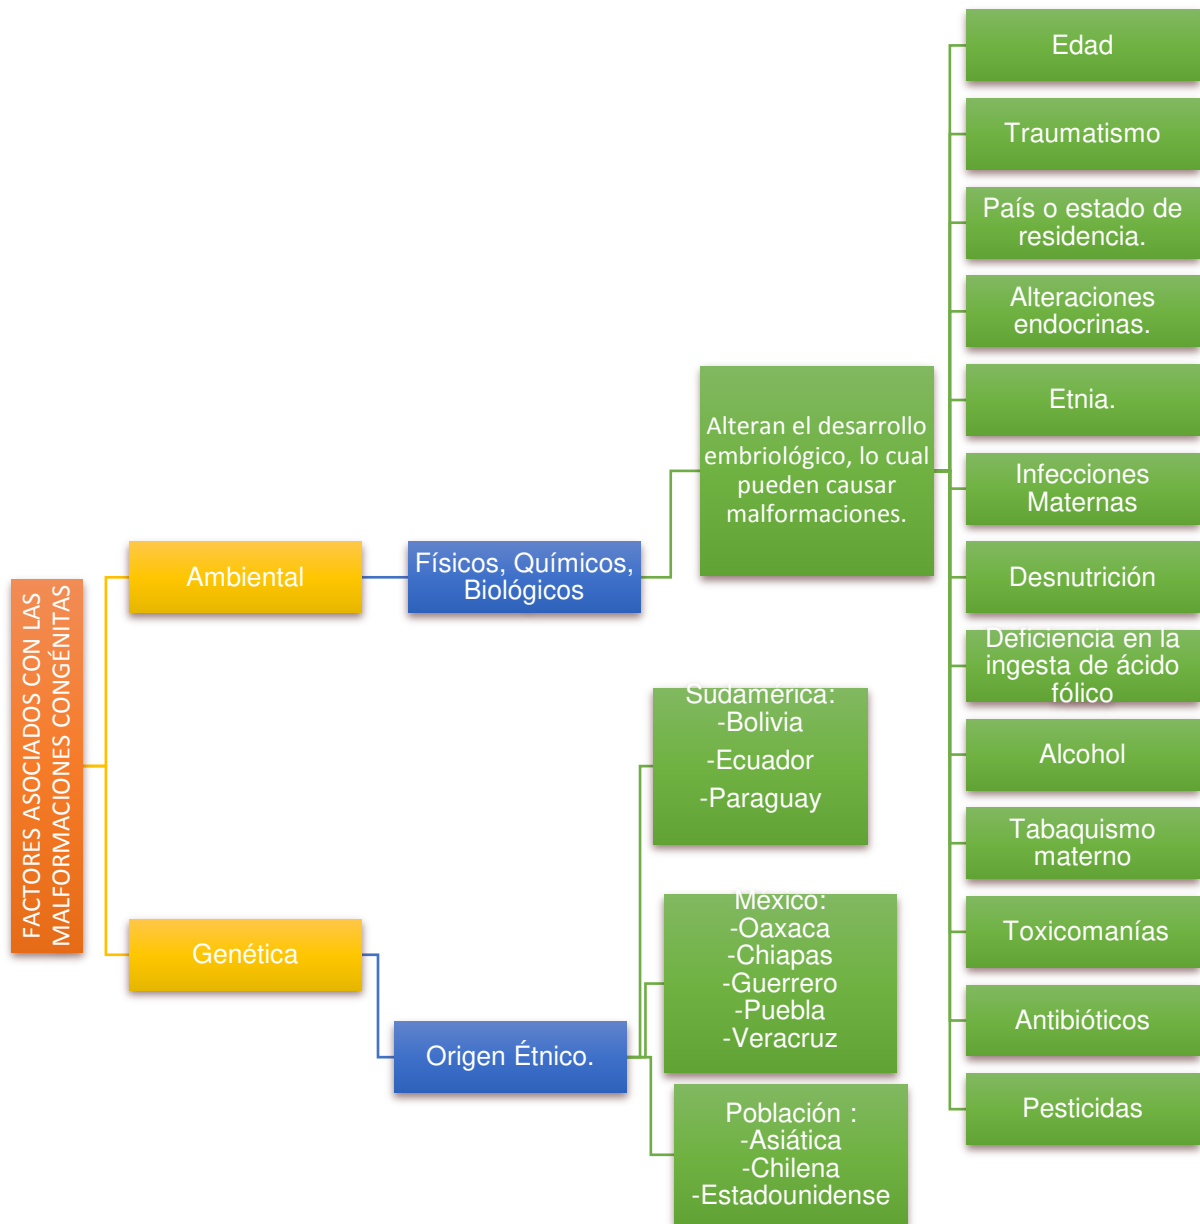 FACTORES ASOCIADOS CON LAS
MALFORMACIONES CONGÉNITAS
Ambiental
Físicos, Químicos,
Biológicos
Alteran el desarrollo
embriológico, lo cual
pueden causar
malformaciones.
Edad
Traumatismo
País o estado de
residencia.
Alteraciones
endocrinas.
Etnia.
Infecciones
Maternas
Desnutrición
Deficiencia en la
ingesta de ácido
fólico
Alcohol
Tabaquismo
materno
Toxicomanías
Antibióticos
Pesticidas
Genética
Origen Étnico.
Sudamérica:
-Bolivia
-Ecuador
-Paraguay
México:
-Oaxaca
-Chiapas
-Guerrero
-Puebla
-Veracruz
Población :
-Asiática
-Chilena
-Estadounidense